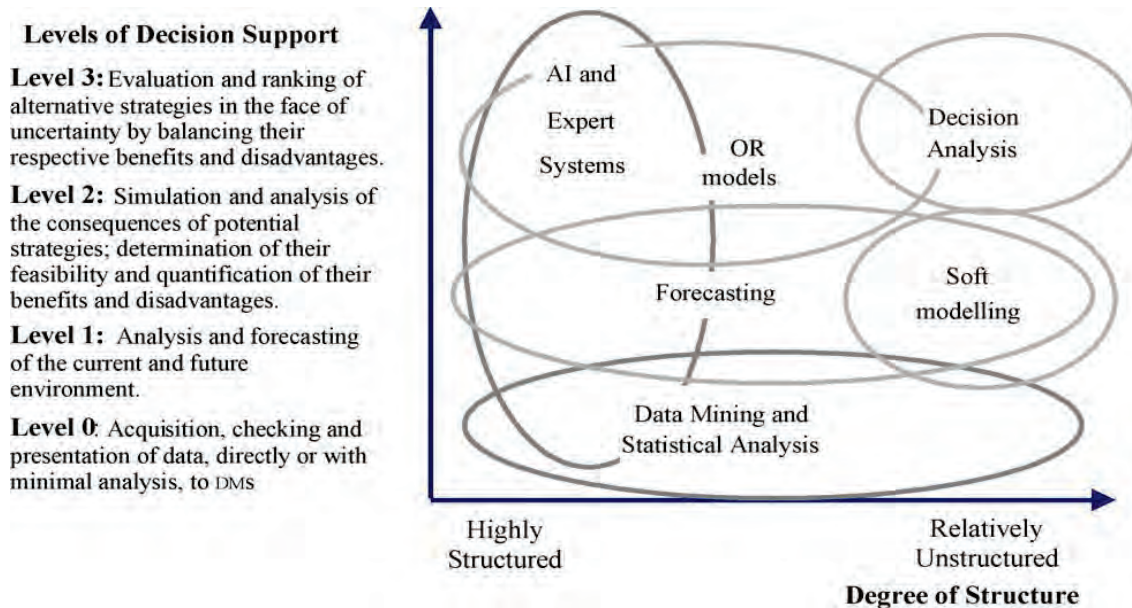 Levels of Decision Support
Level 3: Evaluation and ranking of
alternative strategies in the face of
uncertainty by balancing their
respective benefits and disadvantages.
Level 2: Simulation and analysis of
the consequences of potential
strategies; determination of their
feasibility and quantification of their
benefits and disadvantages.
Level 1: Analysis and forecasting
of the current and future
environment.
Level 0: Acquisition, checking and
presentation of data, directly or with
minimal analysis, to DMs
AI and
Expert
Systems
OR
models
Decision
Analysis
Forecasting
Soft
modelling
Data Mining and
Statistical Analysis
Highly
Structured
Relatively
Unstructured
Degree of Structure